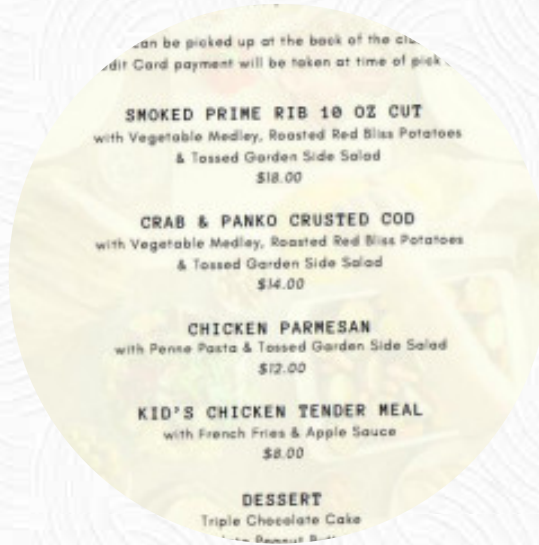 can be picked up at the back of the
Card payment will be taken at time of pick
SMOKED PRIME RIB 10 OZ CUT
with Vegetable Medley, Roasted Red Bliss Potatoes
& Tossed Garden Side Salad
$18.00
CRAB & PANKO CRUSTED COD
with Vegetable Medley, Roasted Red Bliss Potatoes
& Tossed Garden Side Salad
$14.00
CHICKEN PARMESAN
with Penne Pasta & Tossed Garden Side Salad
$12.00
KID'S CHICKEN TENDER MEAL
with French Fries & Apple Sauce
$8.00
DESSERT
Triple Chocolate Cake
Peanut